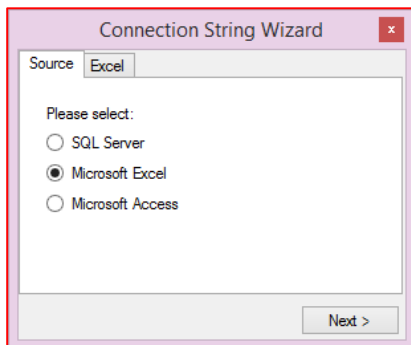 Connection String Wizard
x
Source Excel
Please select:
SQL Server
Microsoft Excel
Microsoft Access
Next >